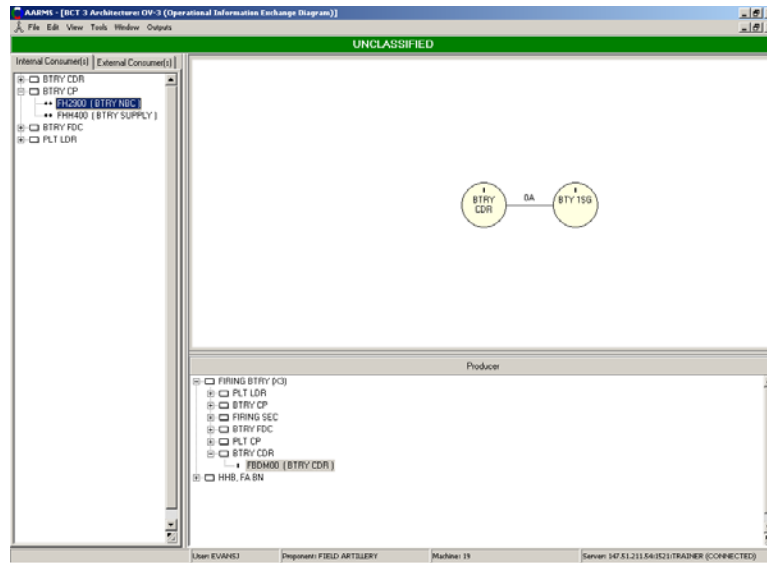 AARMS - [BCT 3 Architecture: OV-3 (Operational Information Exchange Diagram)]
File Edit View Tools Window Outputs
UNCLASSIFIED
Internal Consumer(s) External Consumer(s)
BTRY CDR
BTRY CP
FH2900 ( BTRY NBC )
FHH400 ( BTRY SUPPLY )
BTRY FDC
PLT LDR
BTRY CDR
0A
BTY 1SG
Producer
FIRING BTRY (X3)
PLT LDR
BTRY CP
FIRING SEC
BTRY FDC
PLT CP
BTRY CDR
FBDM00 ( BTRY CDR )
HHB, FA BN
User: EVANSJ Proponent: FIELD ARTILLERY Machine: 19 Server: 147.51.211.54:1521:TRAINER (CONNECTED)